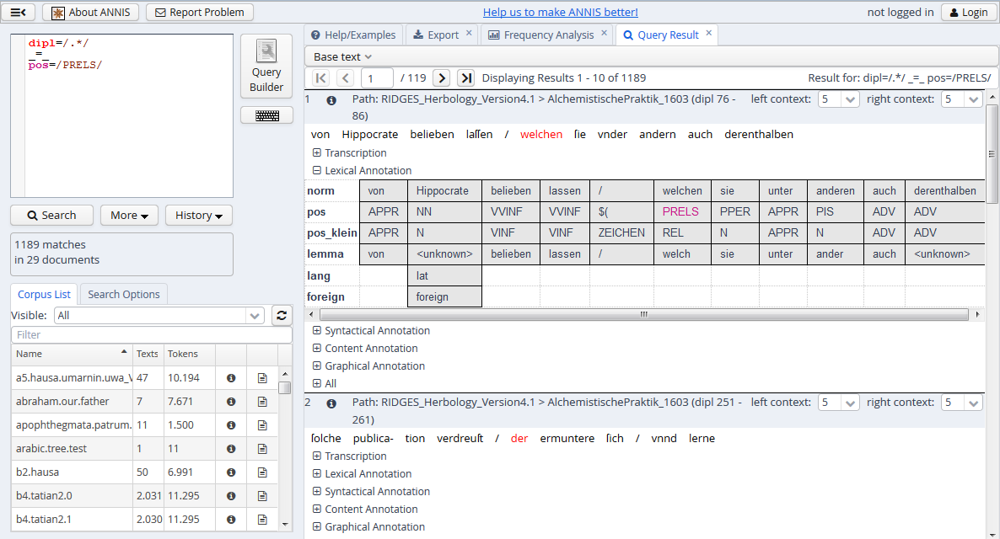 About ANNIS
Report Problem
Help us to make ANNIS better!
not logged in
Login
dipl=/.*/
_=_
pos=/PRELS/
Query
Builder
Search
More
History
1189 matches
in 29 documents
Corpus List
Search Options
Visible:
All
Filter
Name Texts Tokens
a5.hausa.umarnin.uwa_V 47 10.194
abraham.our.father 7 7.671
apophthegmata.patrum. 11 1.500
arabic.tree.test 1 11
b2.hausa 50 6.991
b4.tatian2.0 2.031 11.295
b4.tatian2.1 2.030 11.295
Help/Examples
Export
Frequency Analysis
Query Result
Base text
1 / 119
Displaying Results 1 - 10 of 1189
Result for: dipl=/.*/ _=_ pos=/PRELS/
1 Path: RIDGES_Herbology_Version4.1 > AlchemistischePraktik_1603 (dipl 76 - left context: 5 right context: 5
86)
von Hippocrate belieben laſſen / welchen ſie vnder andern auch derenthalben
Transcription
Lexical Annotation
norm von Hippocrate belieben lassen / welchen sie unter anderen auch derenthalben
pos APPR NN VVINF VVINF $( PRELS PPER APPR PIS ADV ADV
pos_klein APPR N VINF VINF ZEICHEN REL N APPR N ADV ADV
lemma von <unknown> belieben lassen / welch sie unter ander auch <unknown>
lang lat
foreign foreign
Syntactical Annotation
Content Annotation
Graphical Annotation
All
2 Path: RIDGES_Herbology_Version4.1 > AlchemistischePraktik_1603 (dipl 251 - left context: 5 right context: 5
261)
ſolche publica- tion verdreuſt / der ermuntere ſich / vnnd lerne
Transcription
Lexical Annotation
Syntactical Annotation
Content Annotation
Graphical Annotation